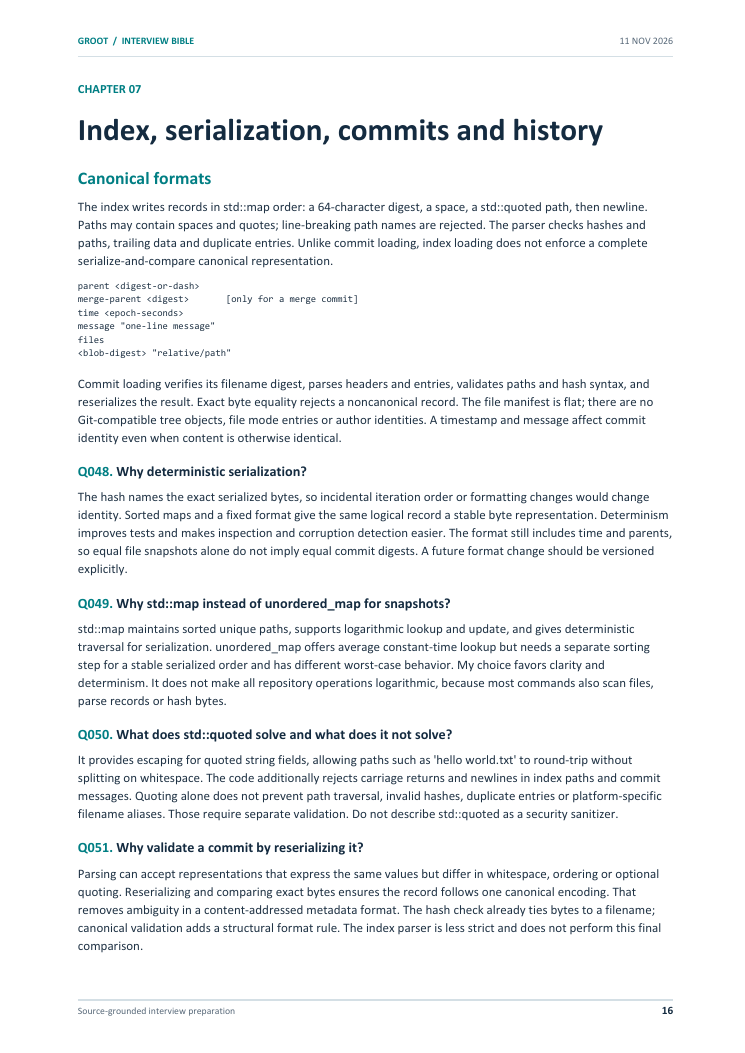 GROOT / INTERVIEW BIBLE
11 NOV 2026
CHAPTER 07
Index, serialization, commits and history
Canonical formats
The index writes records in std::map order: a 64-character digest, a space, a std::quoted path, then newline.
Paths may contain spaces and quotes; line-breaking path names are rejected. The parser checks hashes and
paths, trailing data and duplicate entries. Unlike commit loading, index loading does not enforce a complete
serialize-and-compare canonical representation.
parent <digest-or-dash>
merge-parent <digest>       [only for a merge commit]
time <epoch-seconds>
message "one-line message"
files
<blob-digest> "relative/path"
Commit loading verifies its filename digest, parses headers and entries, validates paths and hash syntax, and
reserializes the result. Exact byte equality rejects a noncanonical record. The file manifest is flat; there are no
Git-compatible tree objects, file mode entries or author identities. A timestamp and message affect commit
identity even when content is otherwise identical.
Q048. Why deterministic serialization?
The hash names the exact serialized bytes, so incidental iteration order or formatting changes would change
identity. Sorted maps and a fixed format give the same logical record a stable byte representation. Determinism
improves tests and makes inspection and corruption detection easier. The format still includes time and parents,
so equal file snapshots alone do not imply equal commit digests. A future format change should be versioned
explicitly.
Q049. Why std::map instead of unordered_map for snapshots?
std::map maintains sorted unique paths, supports logarithmic lookup and update, and gives deterministic
traversal for serialization. unordered_map offers average constant-time lookup but needs a separate sorting
step for a stable serialized order and has different worst-case behavior. My choice favors clarity and
determinism. It does not make all repository operations logarithmic, because most commands also scan files,
parse records or hash bytes.
Q050. What does std::quoted solve and what does it not solve?
It provides escaping for quoted string fields, allowing paths such as 'hello world.txt' to round-trip without
splitting on whitespace. The code additionally rejects carriage returns and newlines in index paths and commit
messages. Quoting alone does not prevent path traversal, invalid hashes, duplicate entries or platform-specific
filename aliases. Those require separate validation. Do not describe std::quoted as a security sanitizer.
Q051. Why validate a commit by reserializing it?
Parsing can accept representations that express the same values but differ in whitespace, ordering or optional
quoting. Reserializing and comparing exact bytes ensures the record follows one canonical encoding. That
removes ambiguity in a content-addressed metadata format. The hash check already ties bytes to a filename;
canonical validation adds a structural format rule. The index parser is less strict and does not perform this final
comparison.
Source-grounded interview preparation
16